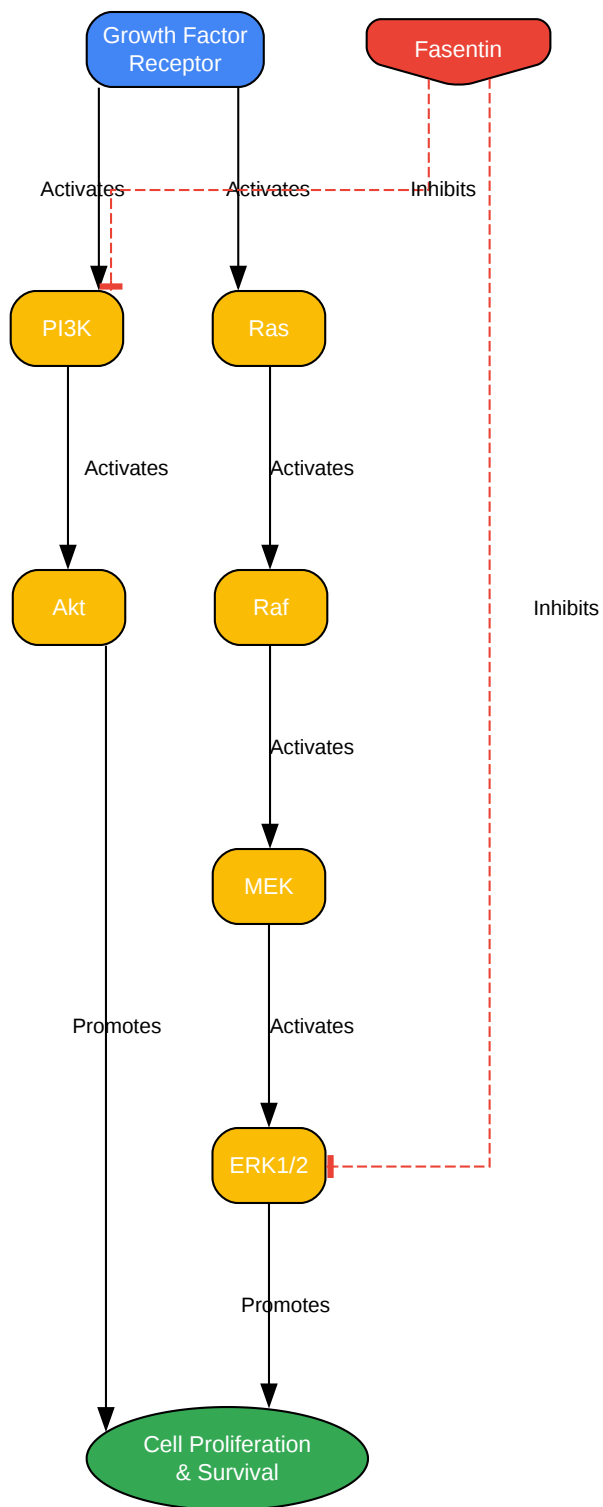 Growth Factor
Receptor
Fasentin
Activates
Activates
Inhibits
PI3K
Ras
Activates
Activates
Akt
Raf
Inhibits
Activates
MEK
Promotes
Activates
ERK1/2
Promotes
Cell Proliferation
& Survival